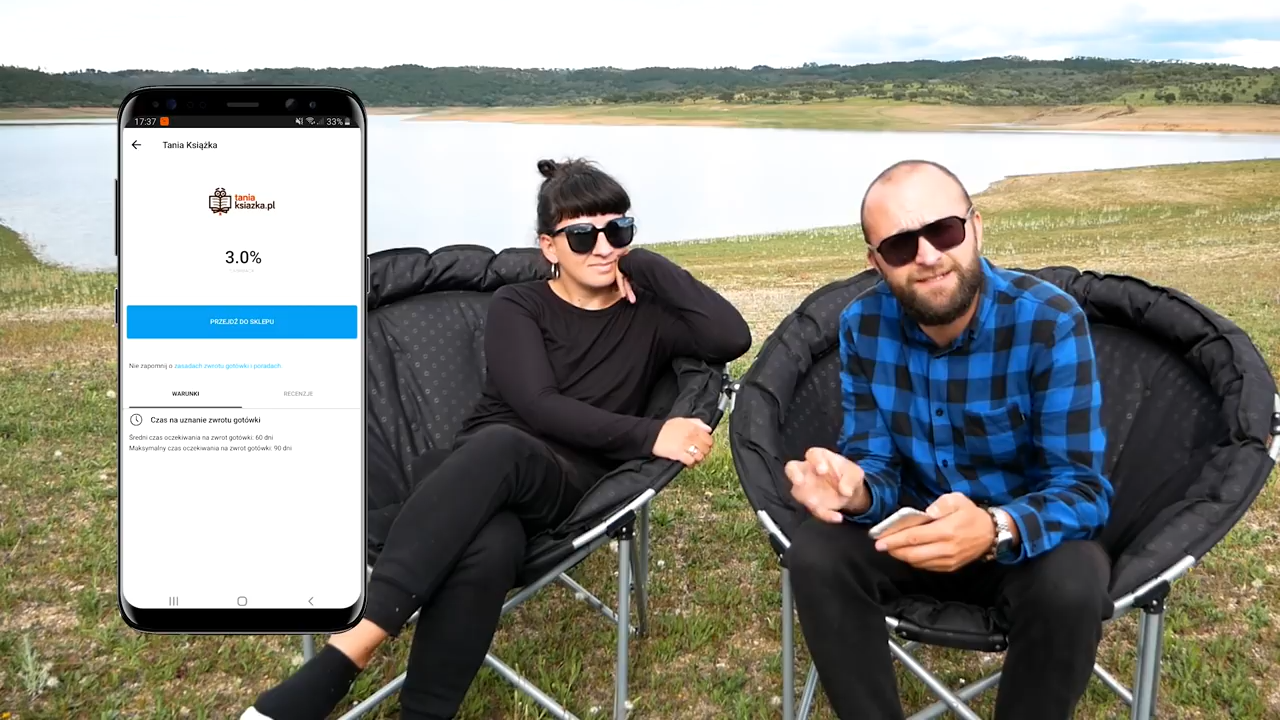 17:37
33%
Tania Książka
tania
ksiazka.pl
3.0%
PRZEJDŹ DO SKLEPU
Nie zapomnij o zasadach zwrotu gotówki i poradach.
WARUNKI
RECENZJE
Czas na uznanie zwrotu gotówki
Średni czas oczekiwania na zwrot gotówki: 60 dni
Maksymalny czas oczekiwania na zwrot gotówki: 90 dni